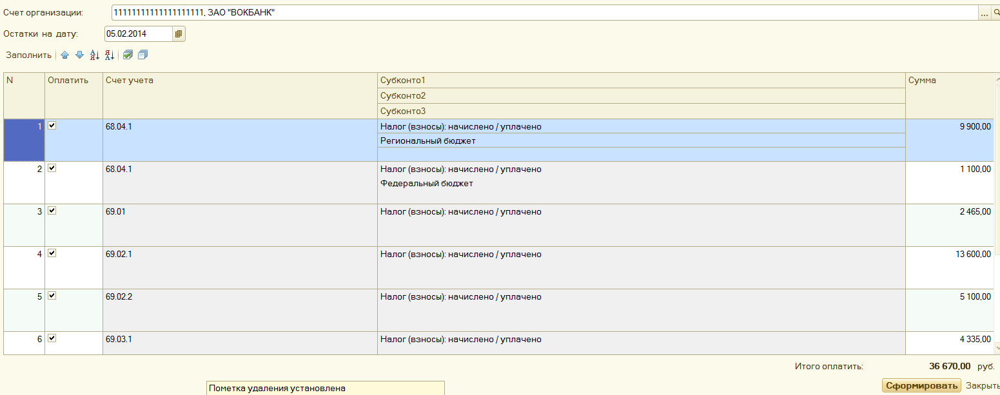 Счет организации: 11111111111111111111, ЗАО "ВОКБАНК" ...
Остатки на дату: 05.02.2014
Заполнить
N Оплатить Счет учета Субконто1 Сумма
Субконто2
Субконто3
1 68.04.1 Налог (взносы): начислено / уплачено 9 900,00
Региональный бюджет
2 68.04.1 Налог (взносы): начислено / уплачено 1 100,00
Федеральный бюджет
3 69.01 Налог (взносы): начислено / уплачено 2 465,00
4 69.02.1 Налог (взносы): начислено / уплачено 13 600,00
5 69.02.2 Налог (взносы): начислено / уплачено 5 100,00
6 69.03.1 Налог (взносы): начислено / уплачено 4 335,00
Итого оплатить: 36 670,00 руб.
Сформировать Закрыть
Пометка удаления установлена